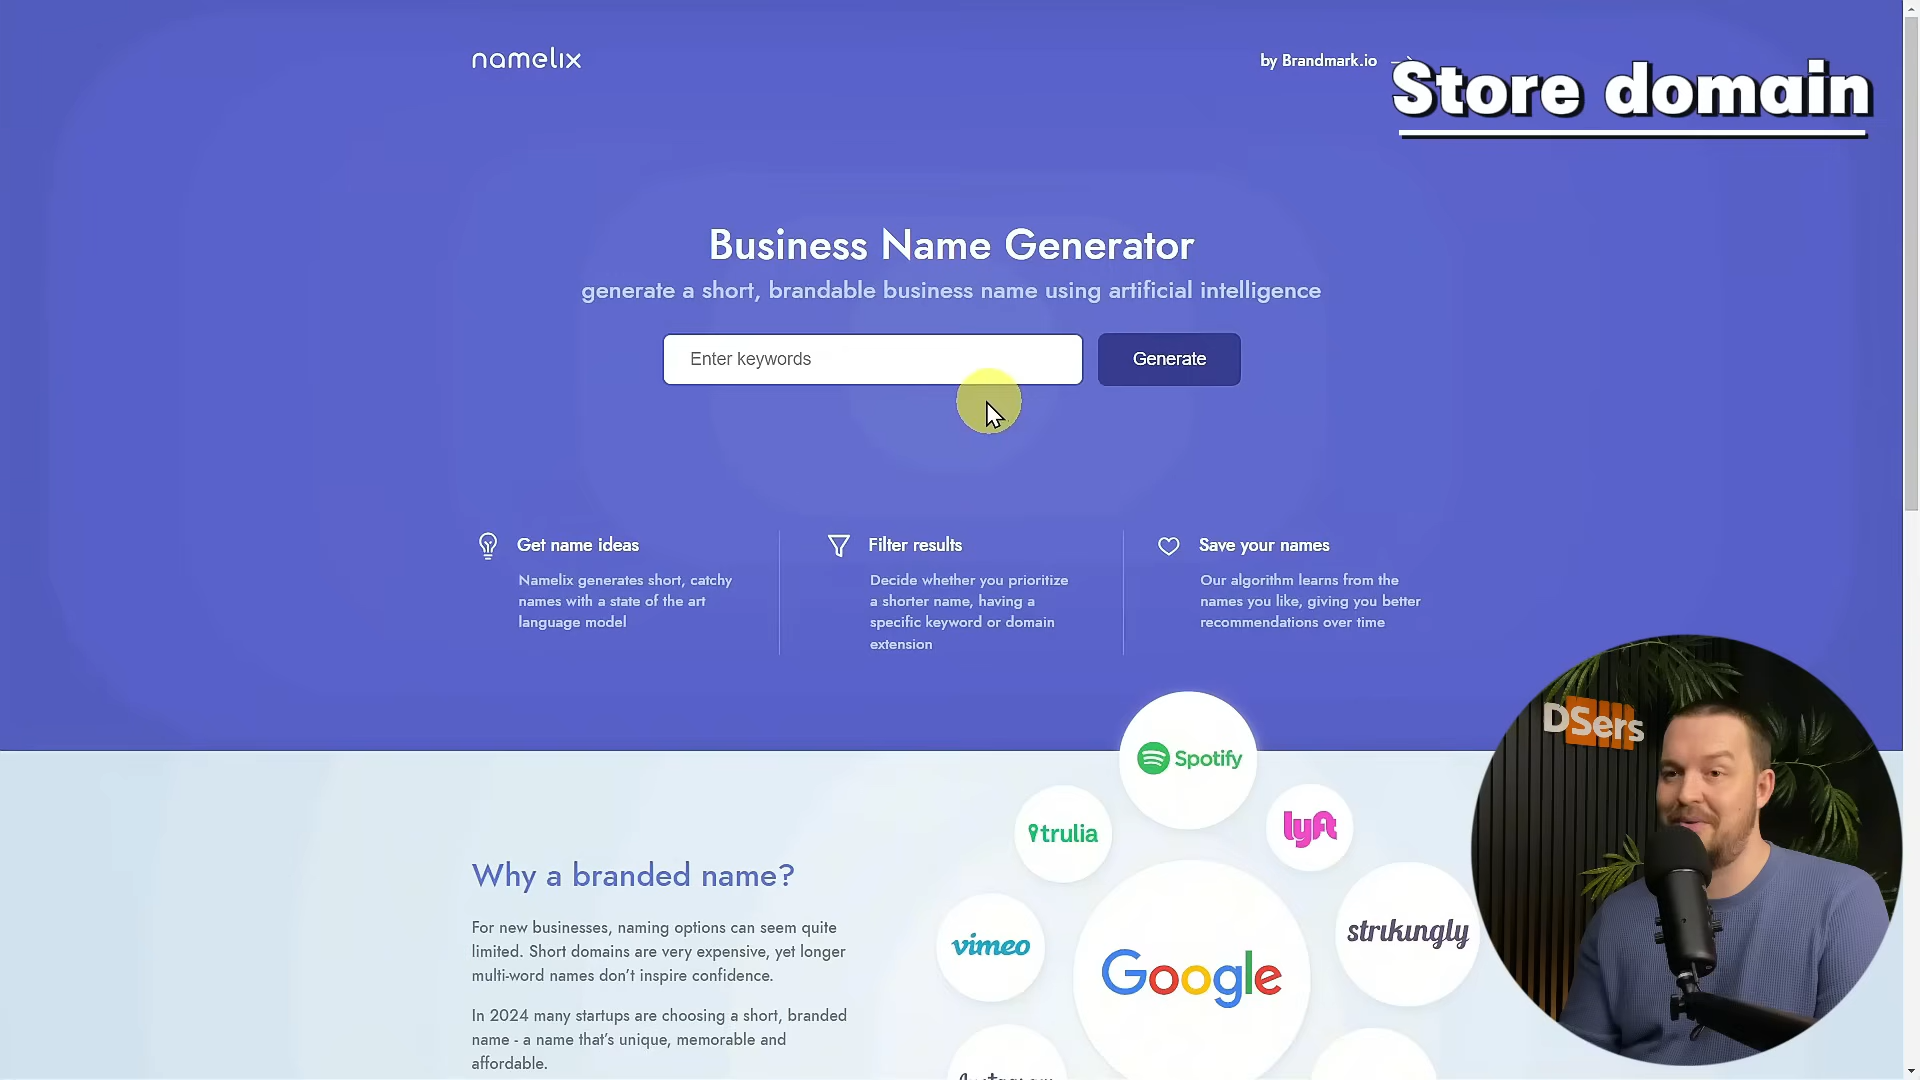 namelix
by Brandmark.io
Store domain
Business Name Generator
generate a short, brandable business name using artificial intelligence
Enter keywords
Generate
Get name ideas
Namelix generates short, catchy
names with a state of the art
language model
Filter results
Decide whether you prioritize
a shorter name, having a
specific keyword or domain
extension
Save your names
Our algorithm learns from the
names you like, giving you better
recommendations over time
DSers
Spotify
trulia
lyft
Why a branded name?
For new businesses, naming options can seem quite
limited. Short domains are very expensive, yet longer
multi-word names don't inspire confidence.
In 2024 many startups are choosing a short, branded
name - a name that's unique, memorable and
affordable.
vimeo
Google
strikingly